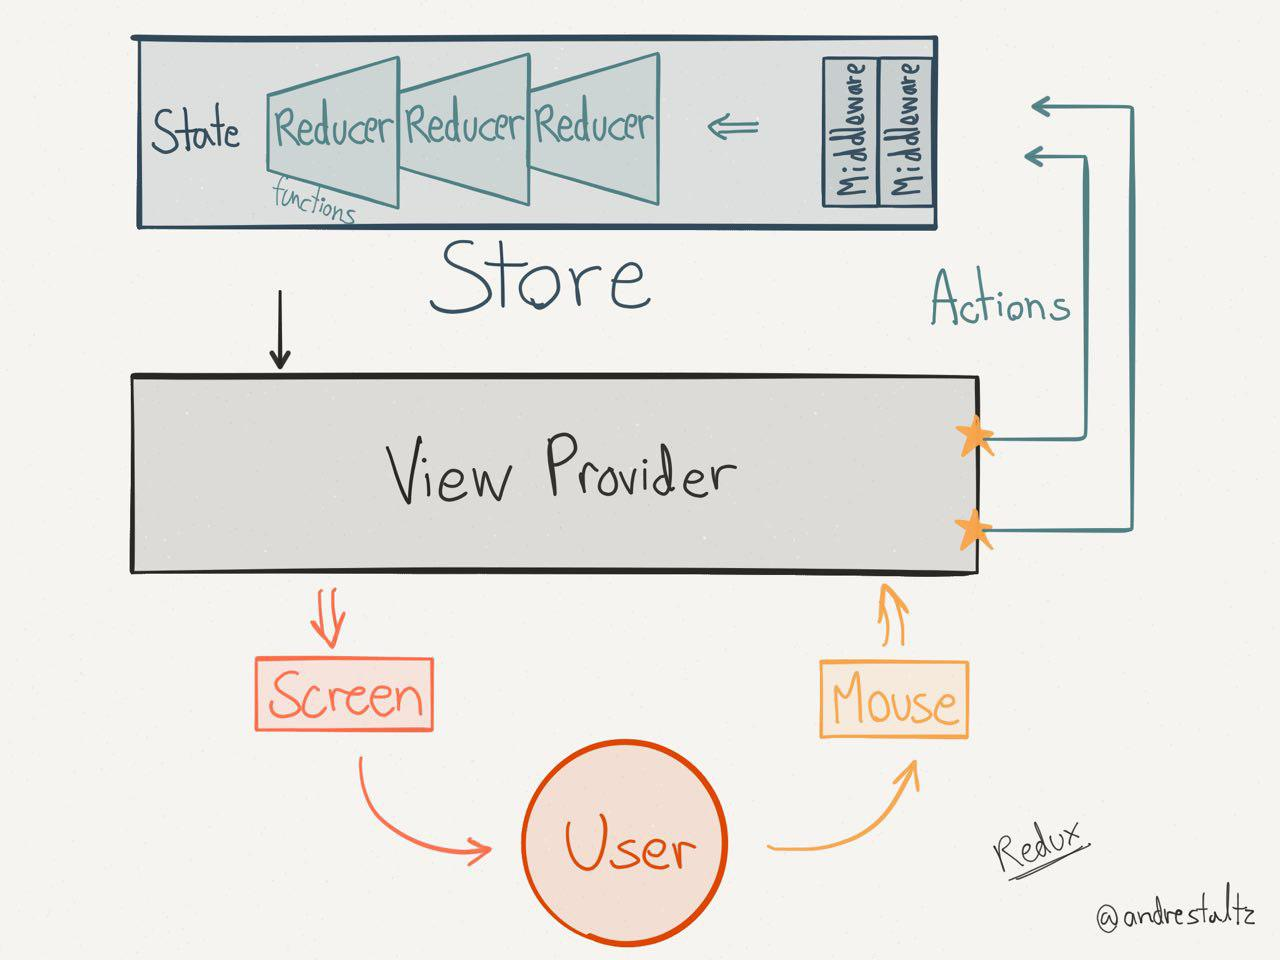 State
Reducer
Reducer
Reducer
functions
Middleware
Middleware
Store
Actions
View Provider
Screen
Mouse
User
Redux
@andrestaltz